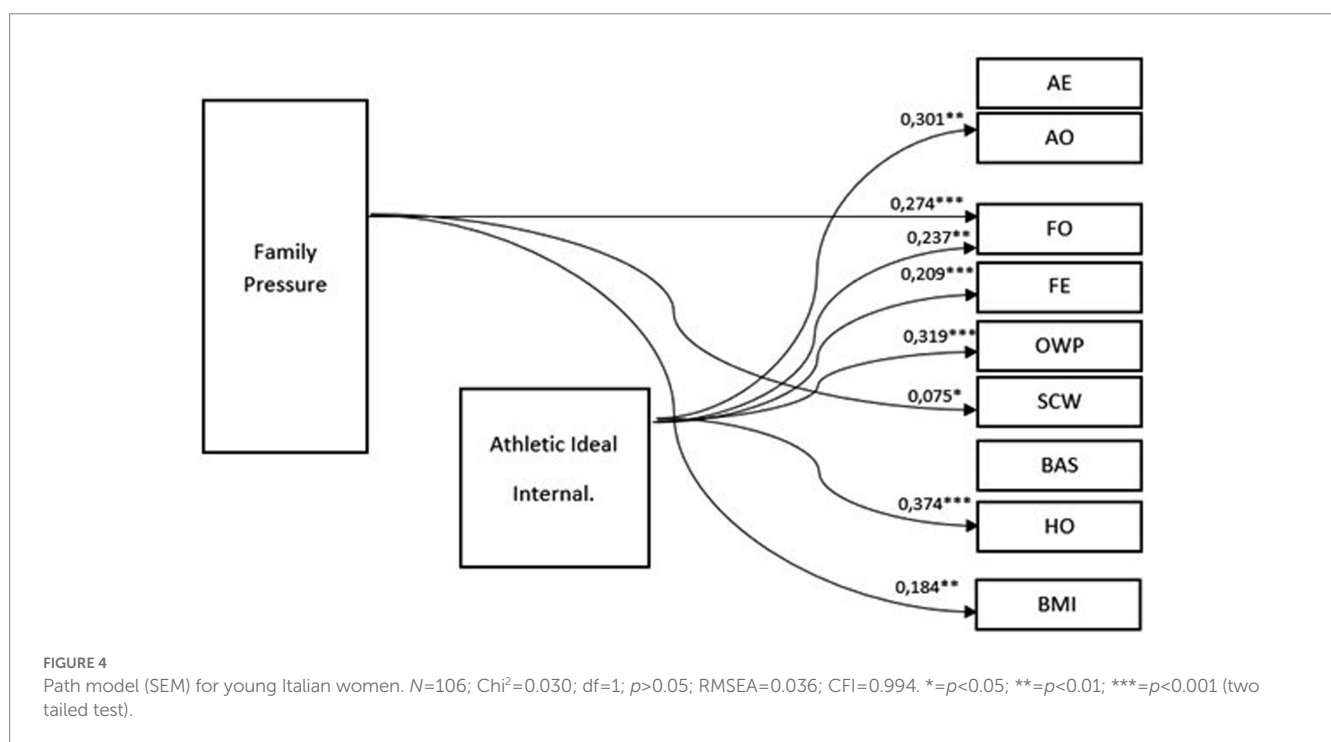 AE
0,301**
AO
0,274***
FO
0,237**
Family
Pressure
0,209***
FE
0,319***
OWP
0,075*
SCW
Athletic Ideal
Internal.
BAS
0,374***
HO
0,184**
BMI
FIGURE 4
Path model (SEM) for young Italian women. N=106; Chi²=0.030; df=1; p>0.05; RMSEA=0.036; CFI=0.994. *=p<0.05; **=p<0.01; ***=p<0.001 (two
tailed test).